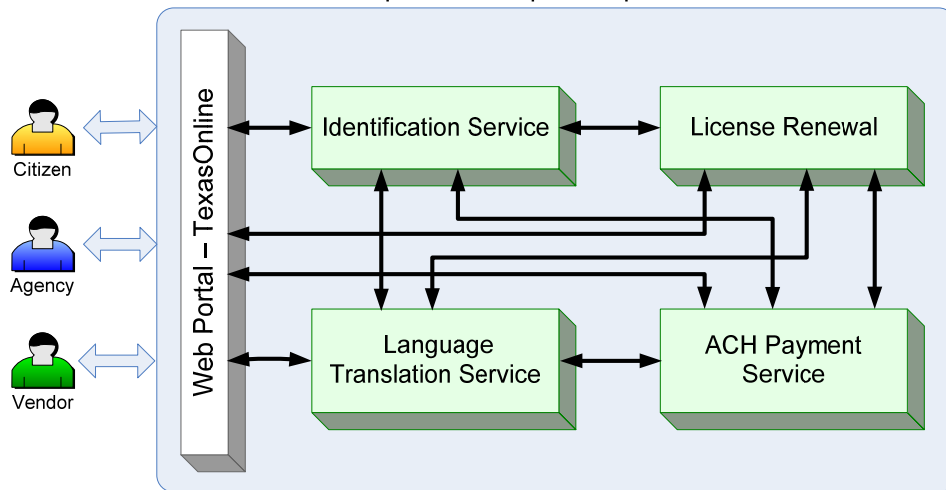 Citizen
Agency
Vendor
Web Portal – TexasOnline
Identification Service
License Renewal
Language
Translation Service
ACH Payment
Service